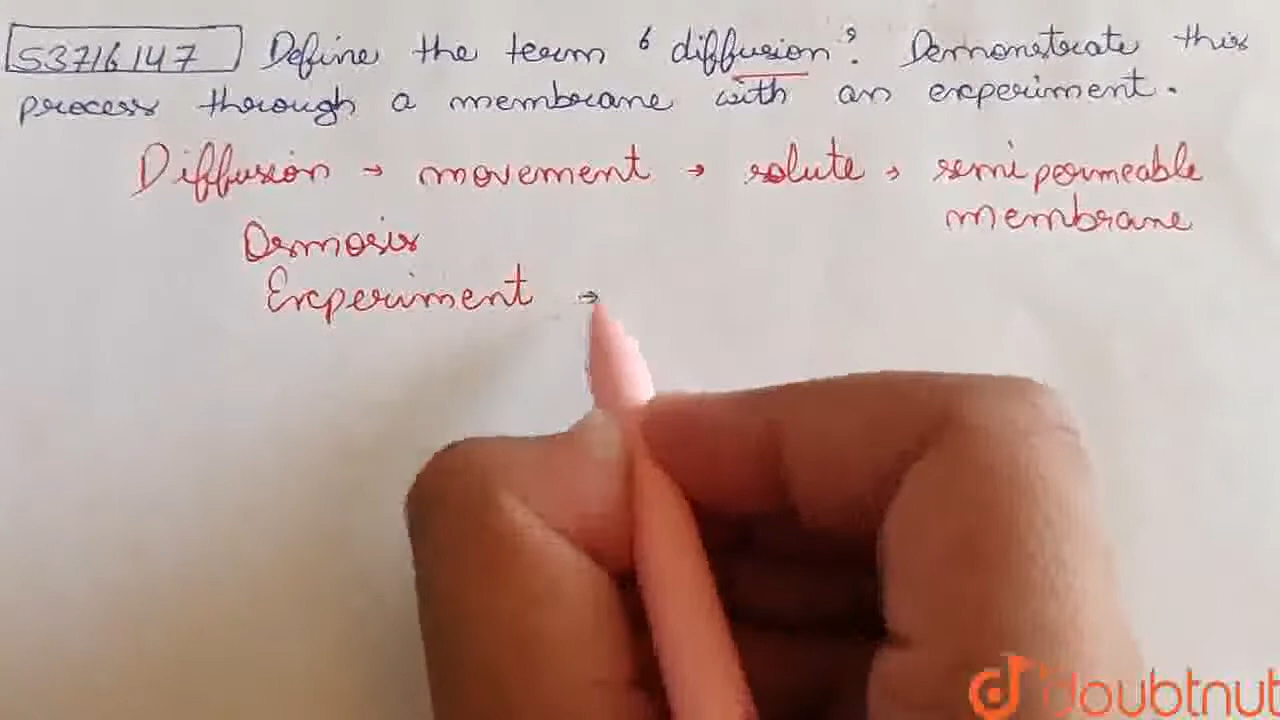 53716147 Define the term 'diffusion'. Demonstrate this
process through a membrane with an experiment.
Diffusion → movement → solute → semi permeable
membrane
Osmosis
Experiment →
doubtnut